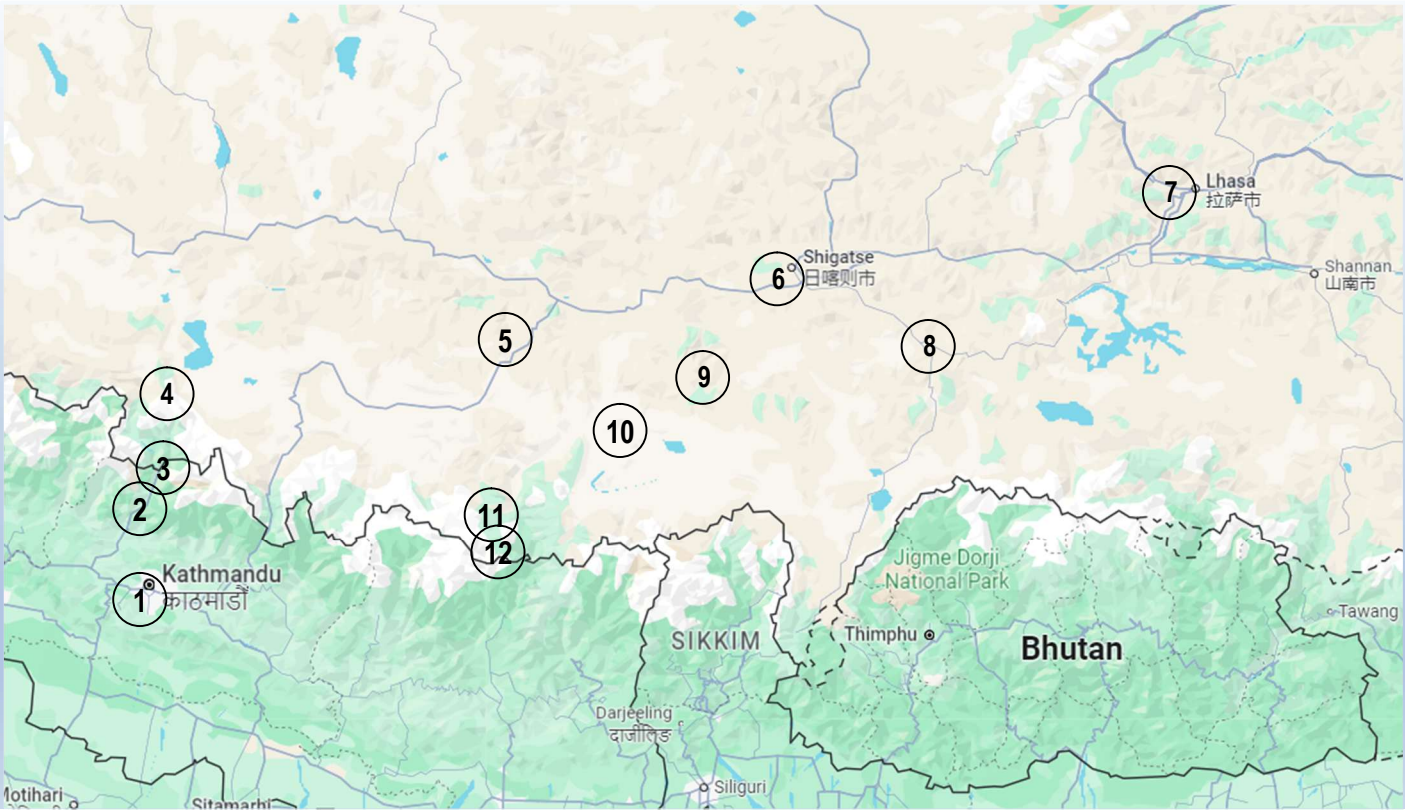 7
Lhasa
拉萨市
Shigatse
6
日喀则市
Shannan
山南市
5
8
9
4
10
3
2
11
12
Jigme Dorji
National Park
Kathmandu
1
काठमाडौं
Tawang
Thimphu
SIKKIM
Bhutan
Darjeeling
दार्जीलिङ
Siliguri
Motihari
Sitamarhi